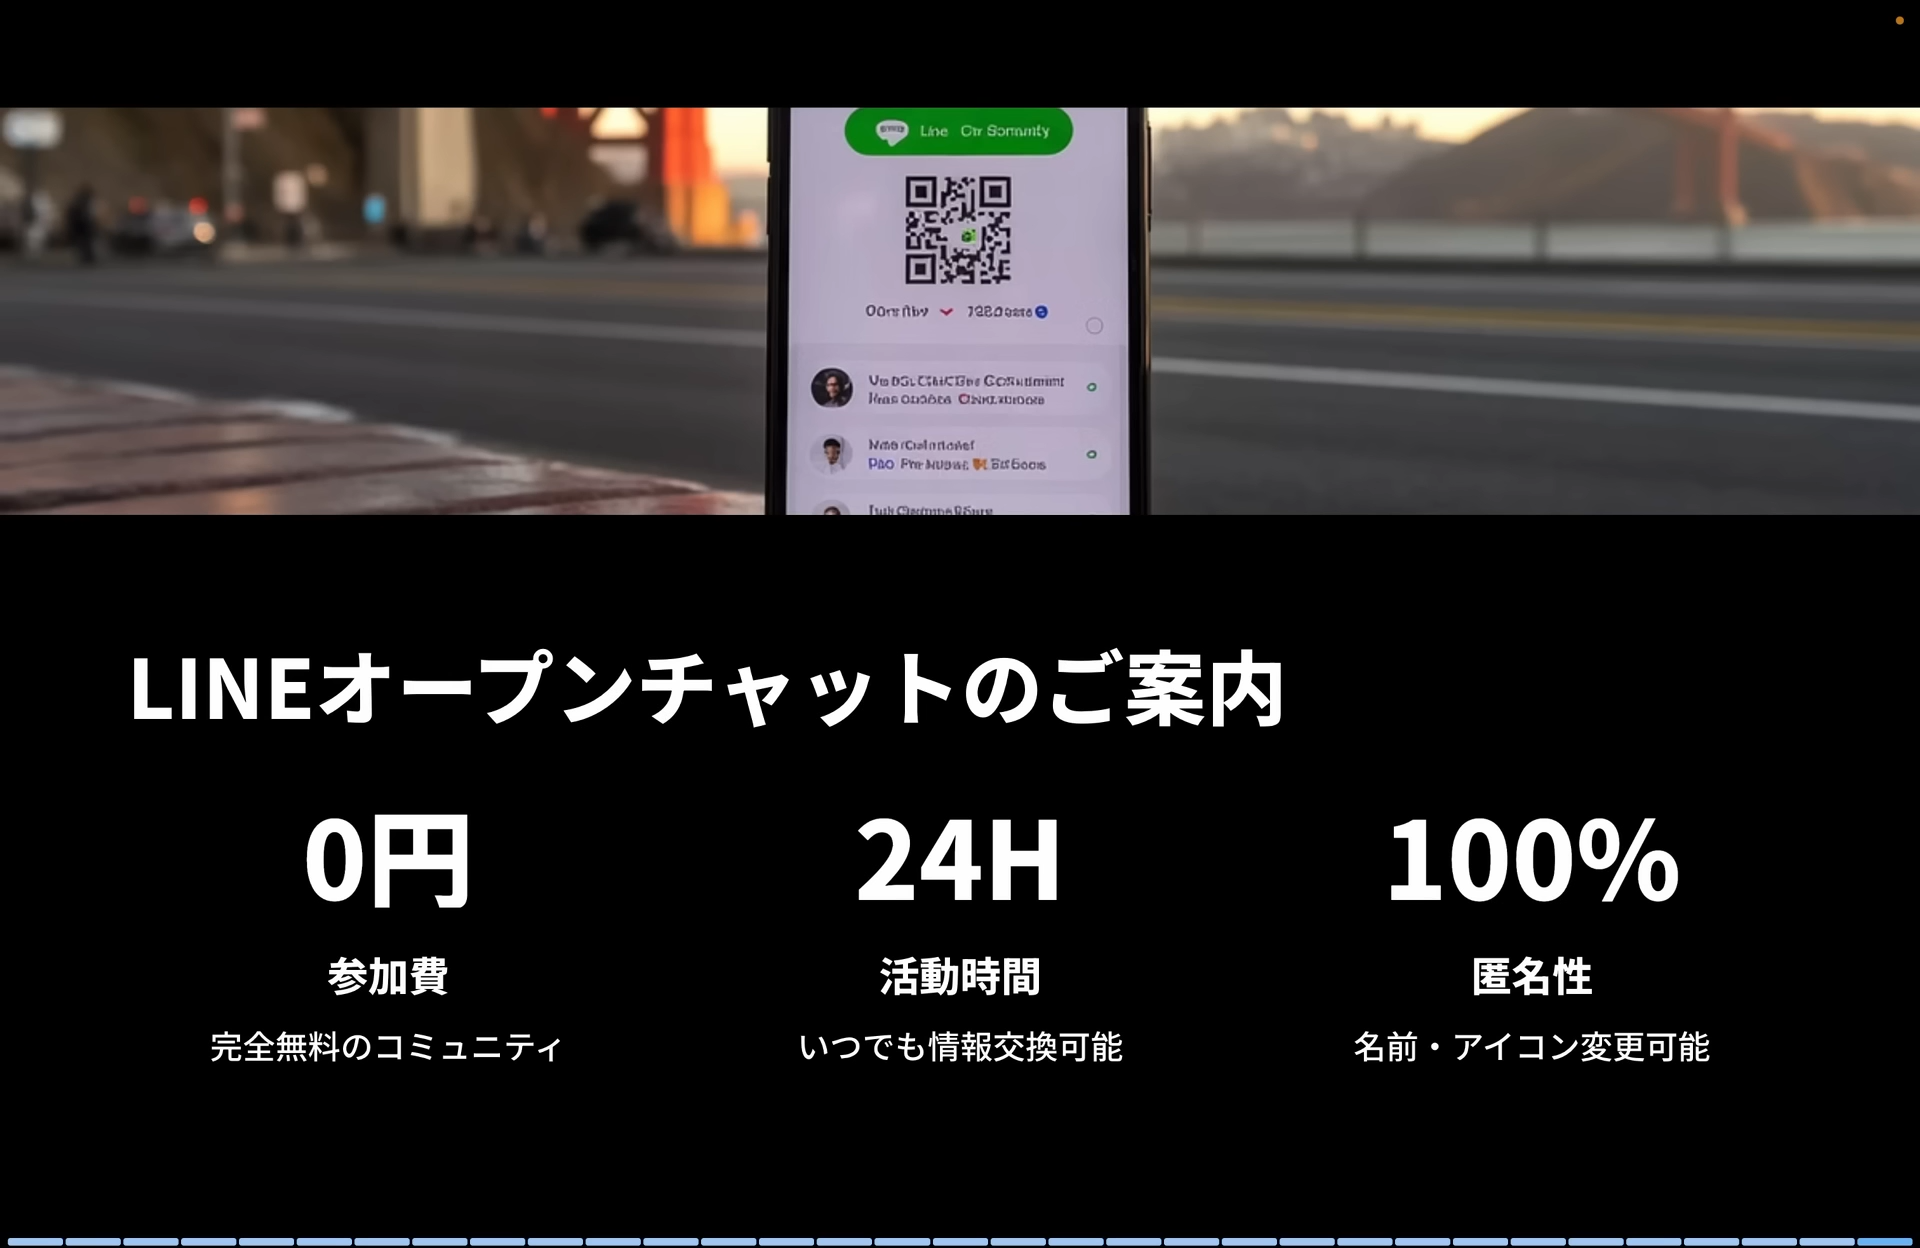 Line
LINEオープンチャットのご案内
0円
24H
100%
参加費
活動時間
匿名性
完全無料のコミュニティ
いつでも情報交換可能
名前・アイコン変更可能